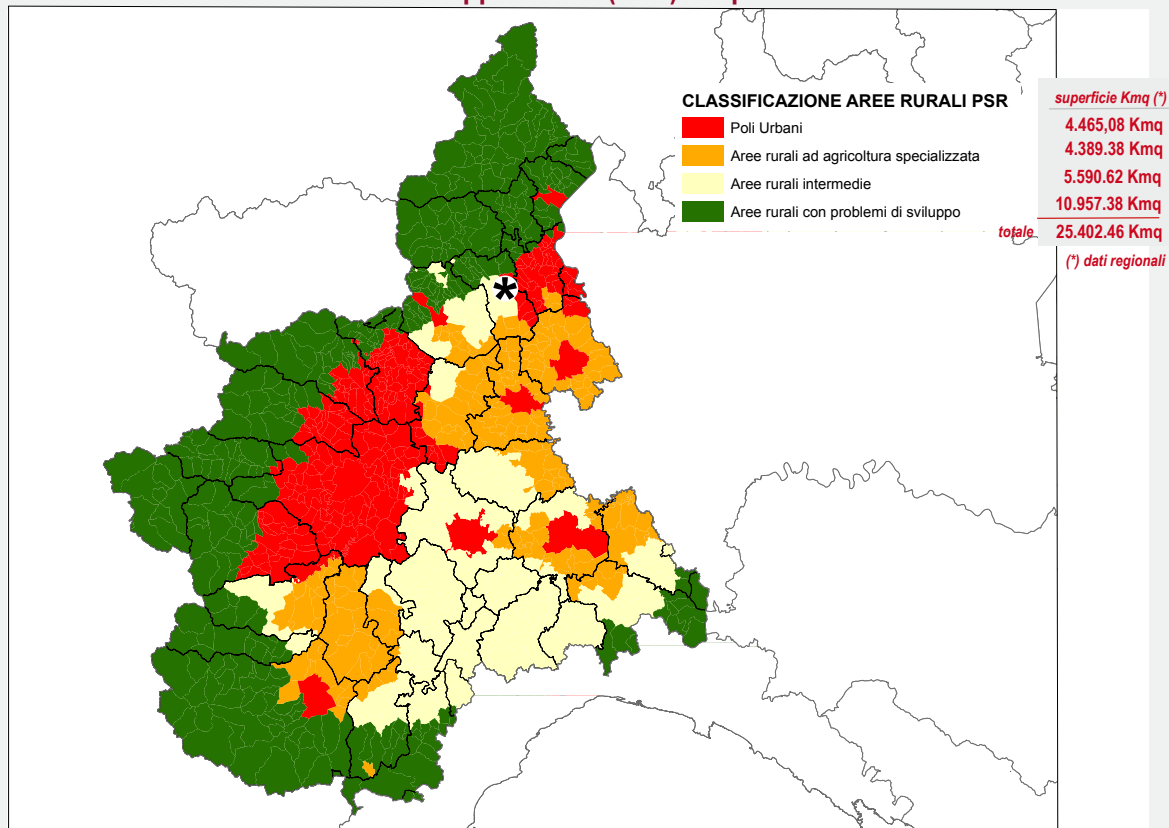 CLASSIFICAZIONE AREE RURALI PSR
superficie Kmq (*)
Poli Urbani
4.465,08 Kmq
Aree rurali ad agricoltura specializzata
4.389.38 Kmq
Aree rurali intermedie
5.590.62 Kmq
Aree rurali con problemi di sviluppo
10.957.38 Kmq
totale 25.402.46 Kmq
(*) dati regionali
*